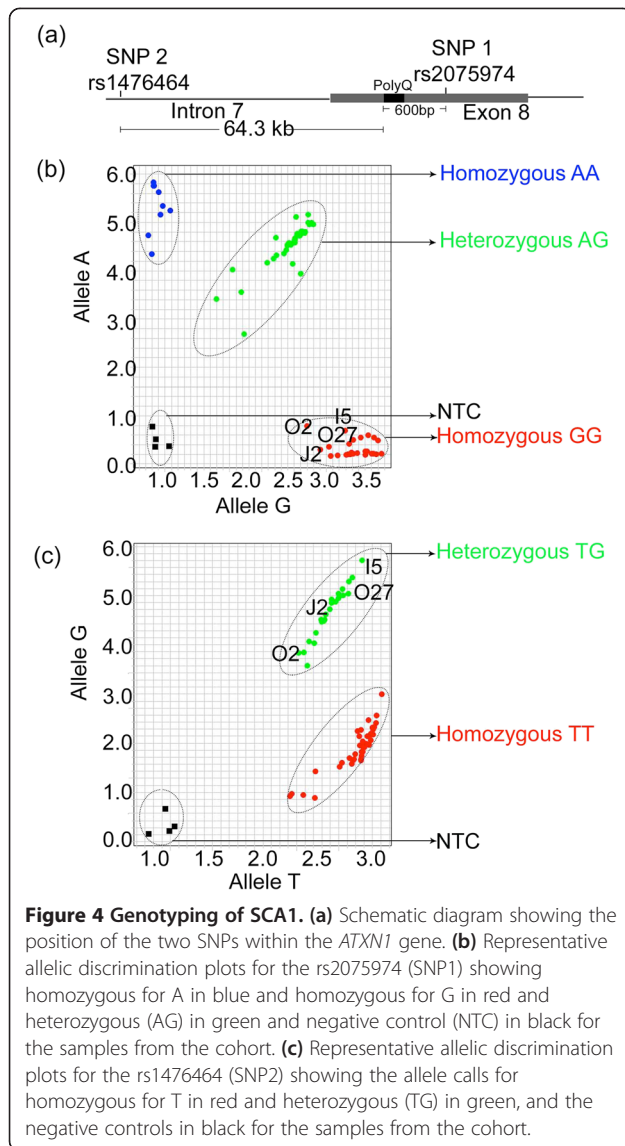 (a)
SNP 2
rs1476464
SNP 1
rs2075974
PolyQ
600bp
Intron 7
Exon 8
64.3 kb
(b)
6.0
5.0
4.0
3.0
2.0
1.0
0.0
Allele A
Homozygous AA
Heterozygous AG
NTC
Homozygous GG
O2
I5
O27
J2
1.0 1.5 2.0 2.5 3.0 3.5
Allele G
(c)
6.0
5.0
4.0
3.0
2.0
1.0
0.0
Allele G
Heterozygous TG
I5
O27
J2
O2
Homozygous TT
NTC
1.0 1.5 2.0 2.5 3.0
Allele T
Figure 4 Genotyping of SCA1. (a) Schematic diagram showing the
position of the two SNPs within the ATXN1 gene. (b) Representative
allelic discrimination plots for the rs2075974 (SNP1) showing
homozygous for A in blue and homozygous for G in red and
heterozygous (AG) in green and negative control (NTC) in black for
the samples from the cohort. (c) Representative allelic discrimination
plots for the rs1476464 (SNP2) showing the allele calls for
homozygous for T in red and heterozygous (TG) in green, and the
negative controls in black for the samples from the cohort.